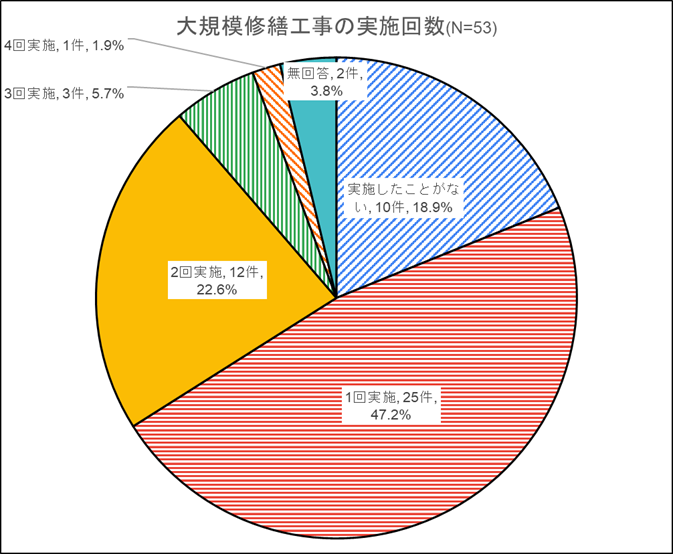 大規模修繕工事の実施回数(N=53)
4回実施, 1件, 1.9%
無回答, 2件,
3.8%
3回実施, 3件, 5.7%
実施したことがな
い, 10件, 18.9%
2回実施, 12件,
22.6%
1回実施, 25件,
47.2%